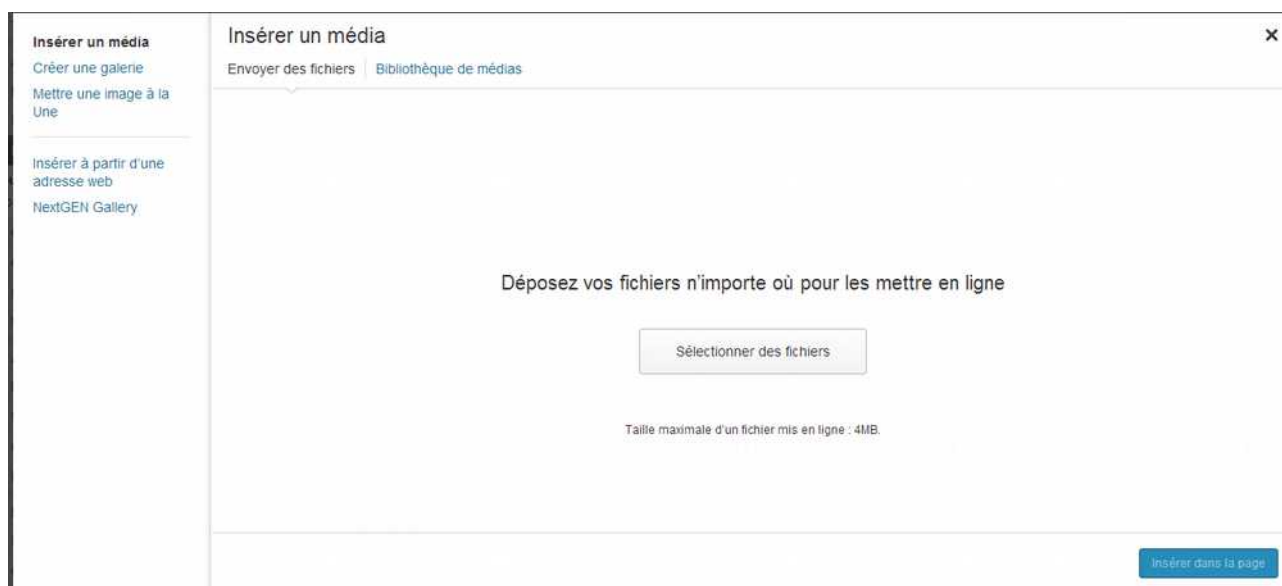 Insérer un média
Créer une galerie
Mettre une image à la
Une
Insérer à partir d'une
adresse web
NextGEN Gallery
Insérer un média
Envoyer des fichiers
Bibliothèque de médias
Déposez vos fichiers n'importe où pour les mettre en ligne
Sélectionner des fichiers
Taille maximale d'un fichier mis en ligne : 4MB.
Insérer dans la page